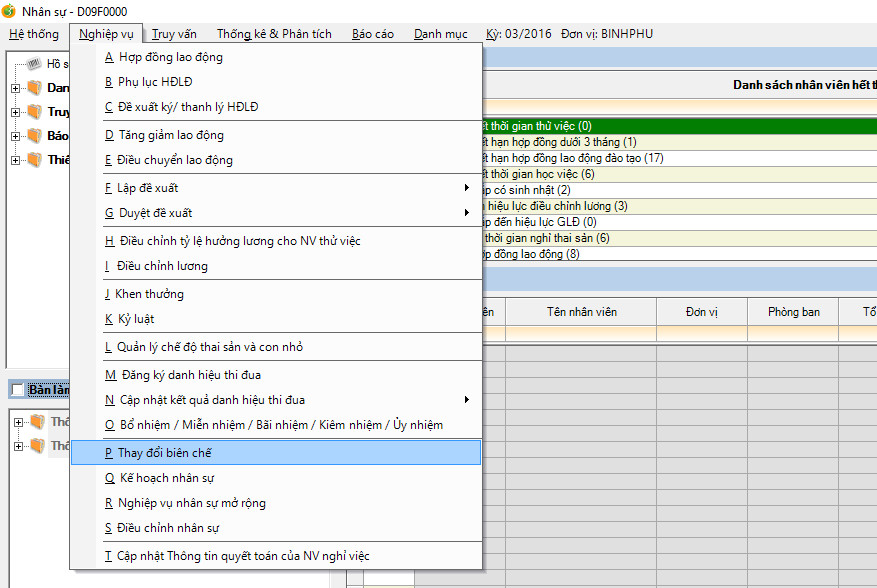 Nhân sự - D09F0000
Hệ thống Nghiệp vụ Truy vấn Thống kê & Phân tích Báo cáo Danh mục Kỳ: 03/2016 Đơn vị: BINHPHU
A Hợp đồng lao động
B Phụ lục HĐLĐ
C Đề xuất ký/ thanh lý HĐLĐ
D Tăng giảm lao động
E Điều chuyển lao động
F Lập đề xuất
G Duyệt đề xuất
H Điều chỉnh tỷ lệ hưởng lương cho NV thử việc
I Điều chỉnh lương
J Khen thưởng
K Kỷ luật
L Quản lý chế độ thai sản và con nhỏ
M Đăng ký danh hiệu thi đua
N Cập nhật kết quả danh hiệu thi đua
O Bổ nhiệm / Miễn nhiệm / Bãi nhiệm / Kiêm nhiệm / Ủy nhiệm
P Thay đổi biên chế
Q Kế hoạch nhân sự
R Nghiệp vụ nhân sự mở rộng
S Điều chỉnh nhân sự
T Cập nhật Thông tin quyết toán của NV nghỉ việc
Hồ s
Dan
Truy
Báo
Thiế
Bàn làn
Thố
Thố
Danh sách nhân viên hết th
ết thời gian thử việc (0)
ết hạn hợp đồng dưới 3 tháng (1)
ết hạn hợp đồng lao động đào tạo (17)
ết thời gian học việc (6)
ắp có sinh nhật (2)
n hiệu lực điều chỉnh lương (3)
ắp đến hiệu lực GLĐ (0)
thời gian nghỉ thai sản (6)
ợp đồng lao động (8)
ên Tên nhân viên Đơn vị Phòng ban Tổ